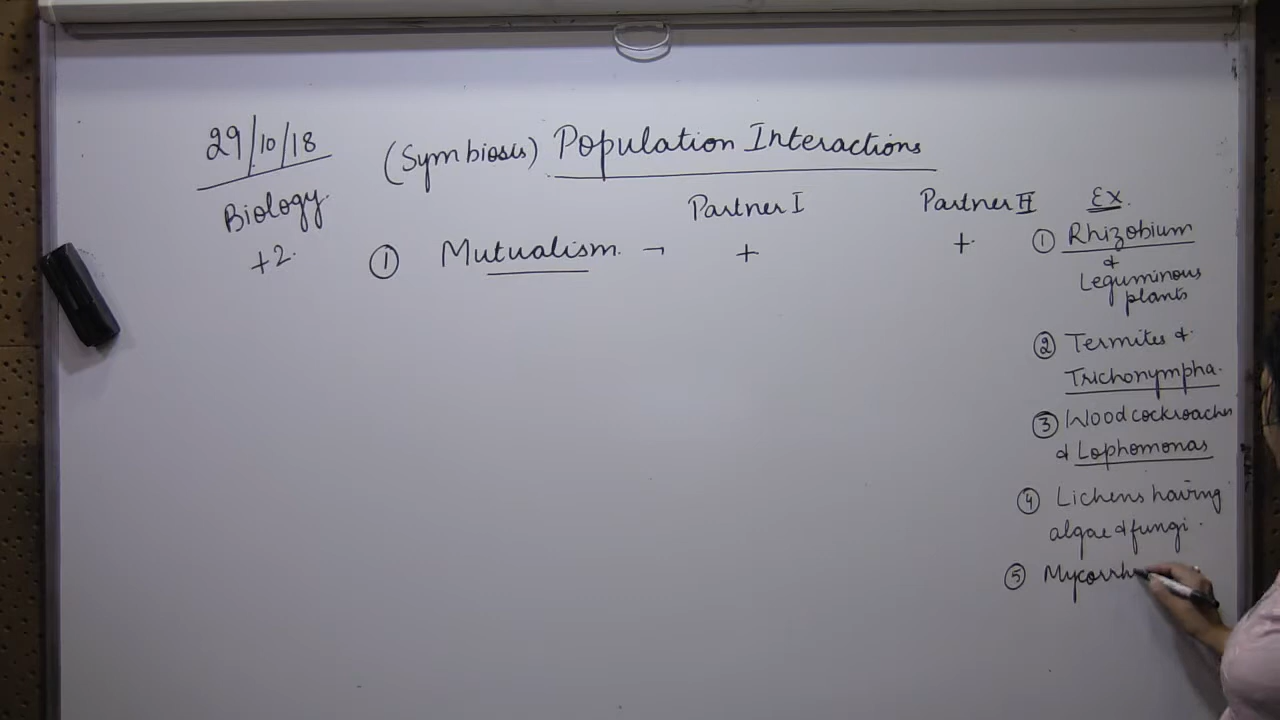 29/10/18
Biology.
+2.
(Symbiosis) Population Interactions
Partner I
Partner II
Ex.
① Mutualism. → + +
① Rhizobium
&
Leguminous
plants
② Termites &
Trichonympha.
③ Wood cockroaches
& Lophomonas
④ Lichens having
algae & fungi.
⑤ Mycorrh